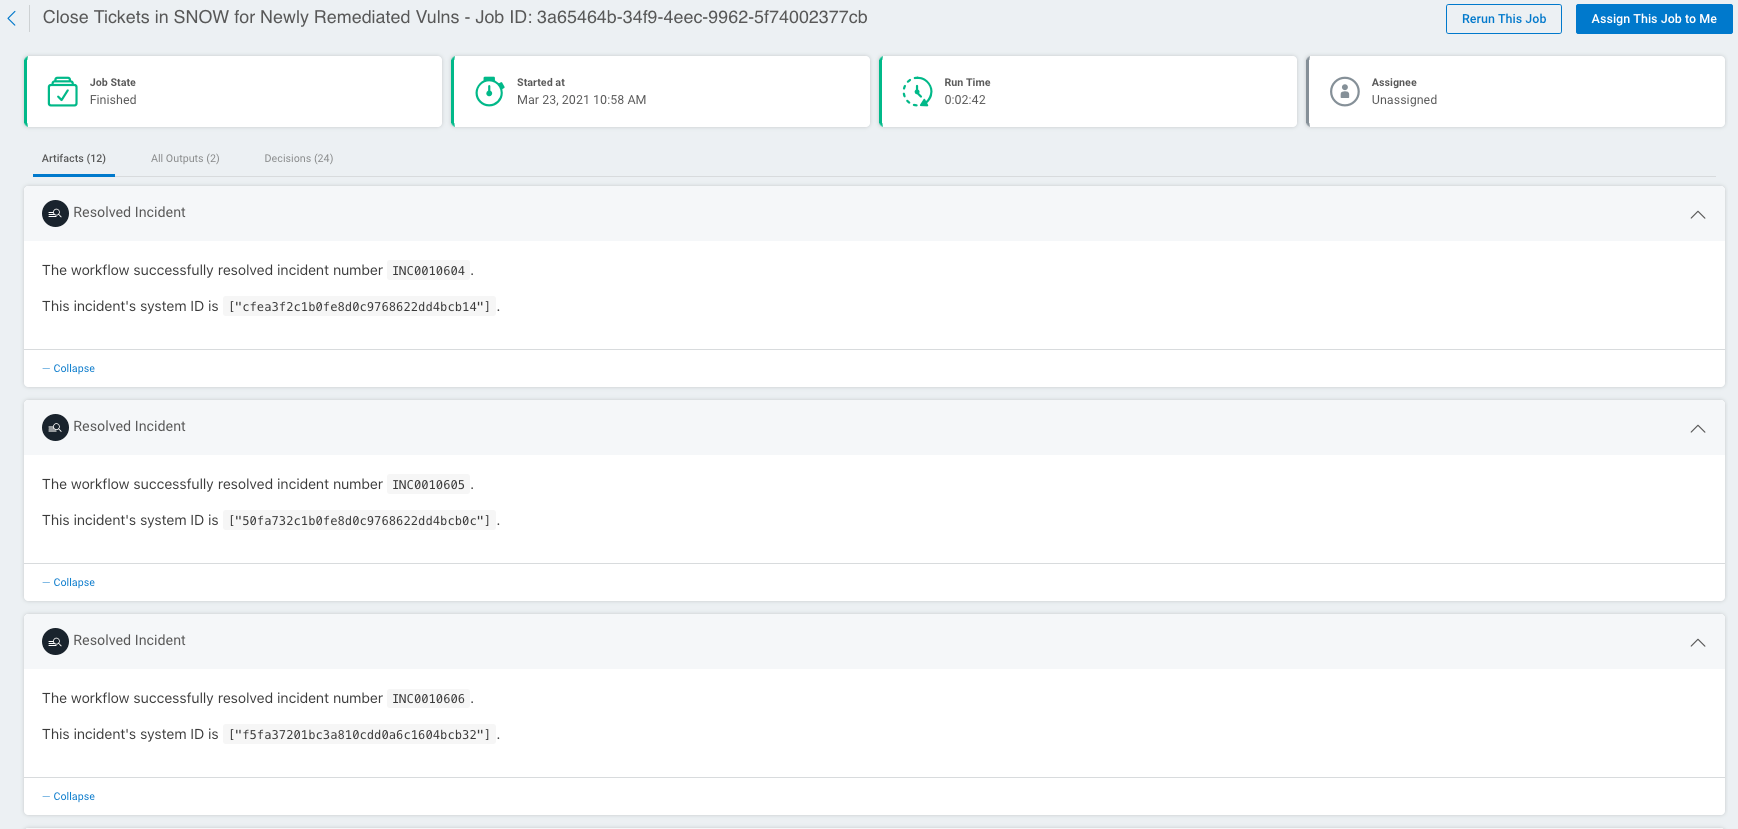 Close Tickets in SNOW for Newly Remediated Vulns - Job ID: 3a65464b-34f9-4eec-9962-5f74002377cb
Rerun This Job
Assign This Job to Me
Job State
Finished
Started at
Mar 23, 2021 10:58 AM
Run Time
0:02:42
Assignee
Unassigned
Artifacts (12)
All Outputs (2)
Decisions (24)
Resolved Incident
The workflow successfully resolved incident number INC0010604 .
This incident's system ID is ["cfea3f2c1b0fe8d0c9768622dd4bcb14"] .
— Collapse
Resolved Incident
The workflow successfully resolved incident number INC0010605 .
This incident's system ID is ["50fa732c1b0fe8d0c9768622dd4bcb0c"] .
— Collapse
Resolved Incident
The workflow successfully resolved incident number INC0010606 .
This incident's system ID is ["f5fa37201bc3a810cdd0a6c1604bcb32"] .
— Collapse